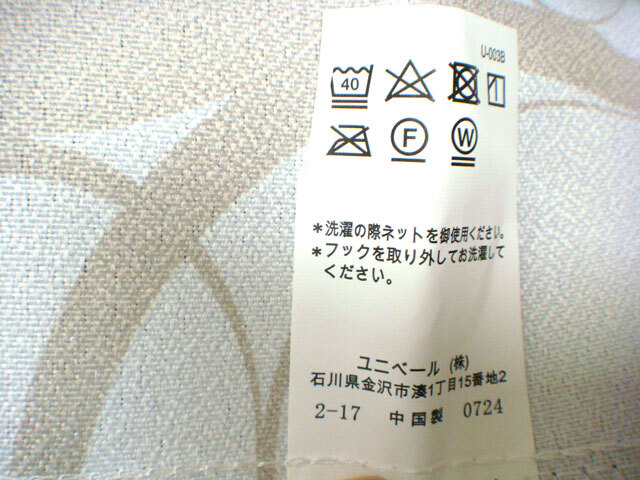 U-003B
40
F W
*洗濯の際ネットを御使用ください。
*フックを取り外してお洗濯して
ください。
ユニベール (株)
石川県金沢市湊1丁目15番地2
2-17 中国製 0724